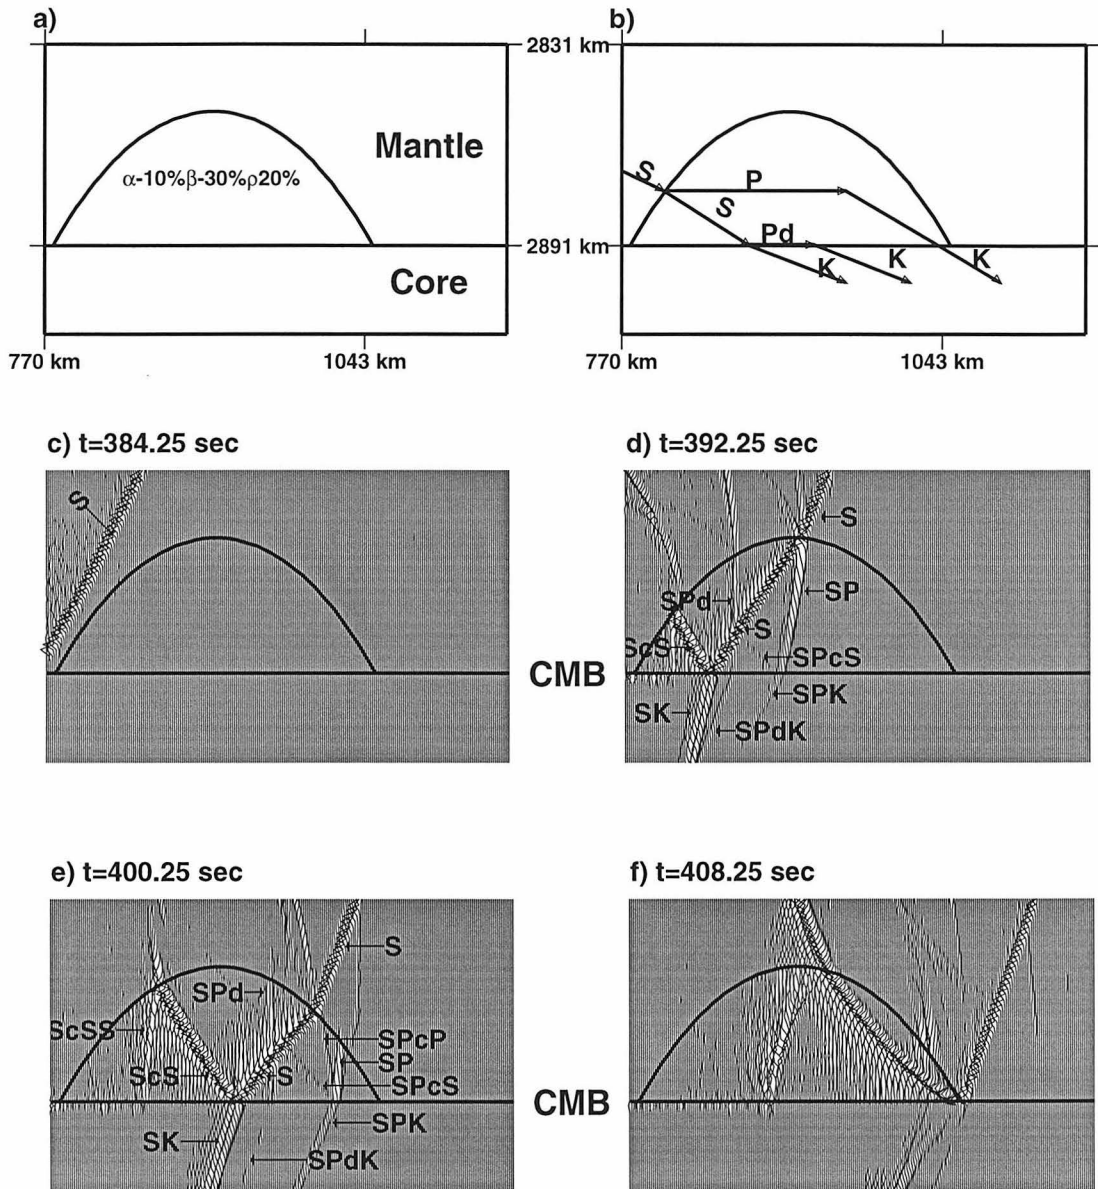 a)
Mantle
α-10%β-30%ρ20%
Core
770 km
1043 km
2831 km
2891 km
b)
S
P
S
Pd
K
K
K
770 km
1043 km
c) t=384.25 sec
S
d) t=392.25 sec
S
SPd
SP
S
ScS
SPcS
SPK
SK
SPdK
CMB
e) t=400.25 sec
S
SPd
ScSS
SPcP
SP
ScS
S
SPcS
SPK
SK
SPdK
f) t=408.25 sec
CMB